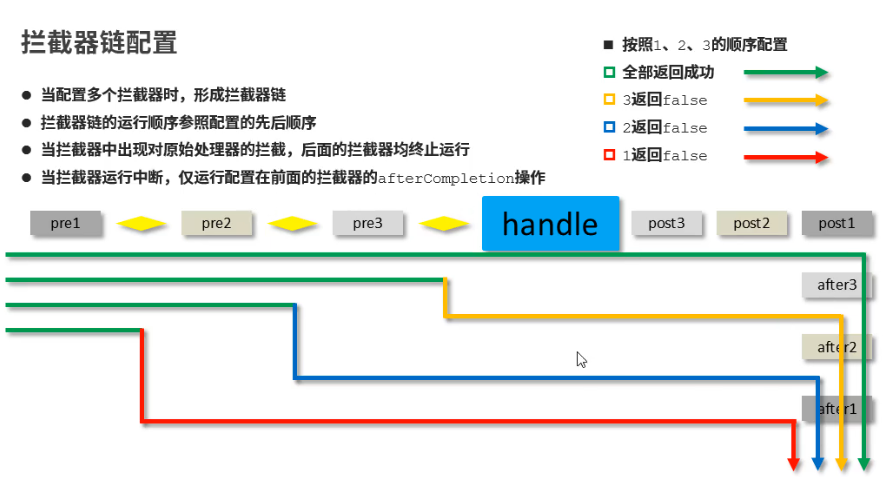 拦截器链配置
当配置多个拦截器时，形成拦截器链
拦截器链的运行顺序参照配置的先后顺序
当拦截器中出现对原始处理器的拦截，后面的拦截器均终止运行
当拦截器运行中断，仅运行配置在前面的拦截器的afterCompletion操作
按照1、2、3的顺序配置
全部返回成功
3返回false
2返回false
1返回false
pre1 pre2 pre3 handle post3 post2 post1
after3
after2
after1